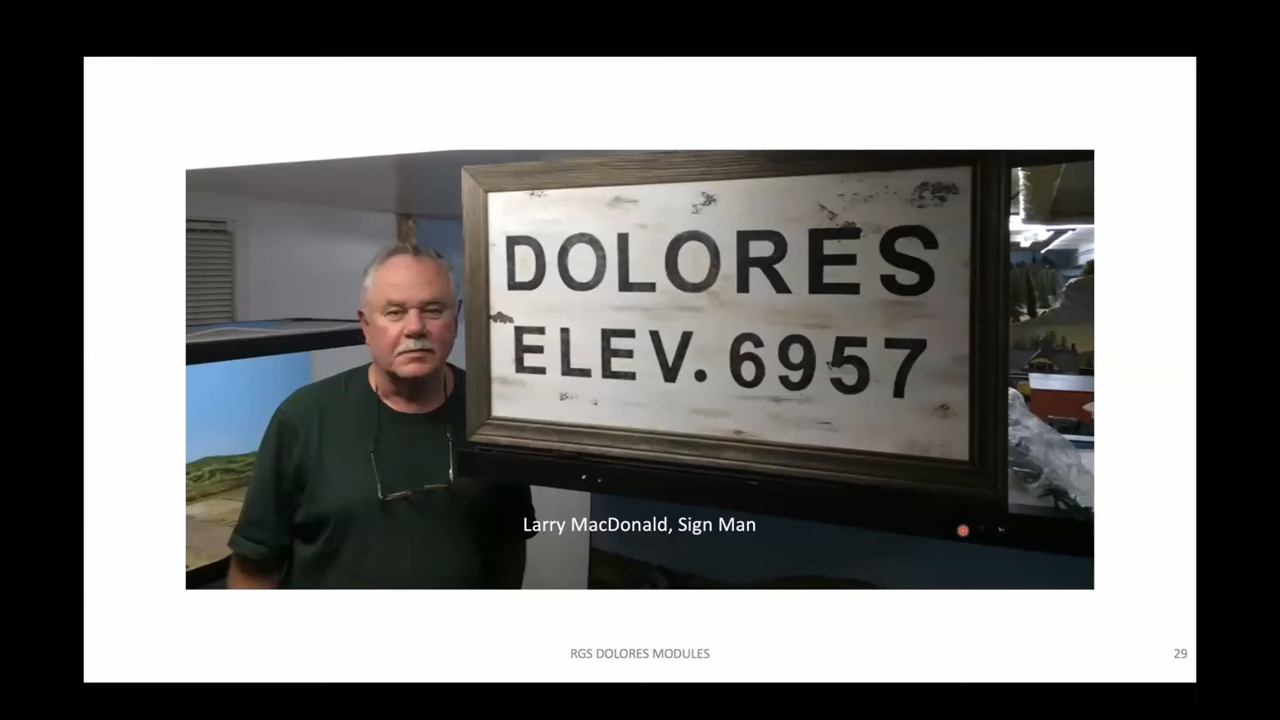 DOLORES
ELEV. 6957
Larry MacDonald, Sign Man
RGS DOLORES MODULES
29